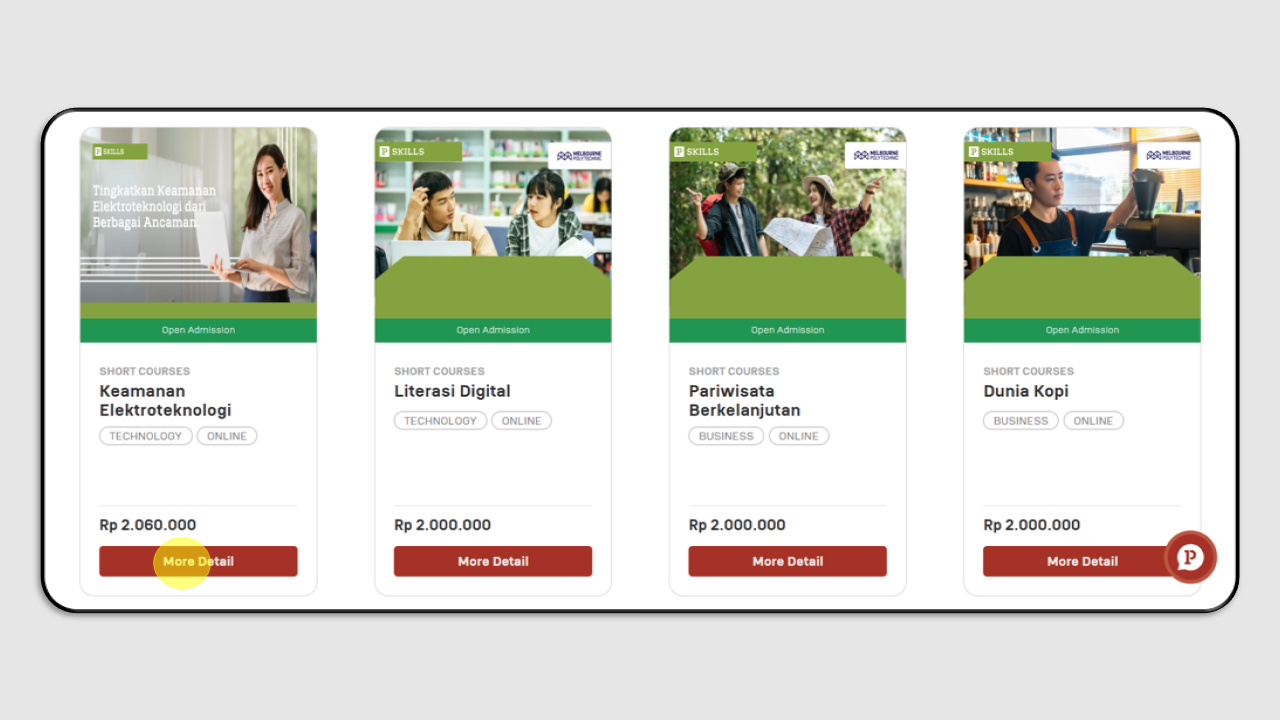 P SKILLS
Tingkatkan Keamanan
Elektroteknologi dari
Berbagai Ancaman.
Open Admission
SHORT COURSES
Keamanan
Elektroteknologi
TECHNOLOGY
ONLINE
Rp 2.060.000
More Detail
P SKILLS
MELBOURNE
POLYTECHNIC
Open Admission
SHORT COURSES
Literasi Digital
TECHNOLOGY
ONLINE
Rp 2.000.000
More Detail
P SKILLS
MELBOURNE
POLYTECHNIC
Open Admission
SHORT COURSES
Pariwisata
Berkelanjutan
BUSINESS
ONLINE
Rp 2.000.000
More Detail
P SKILLS
MELBOURNE
POLYTECHNIC
Open Admission
SHORT COURSES
Dunia Kopi
BUSINESS
ONLINE
Rp 2.000.000
More Detail
P